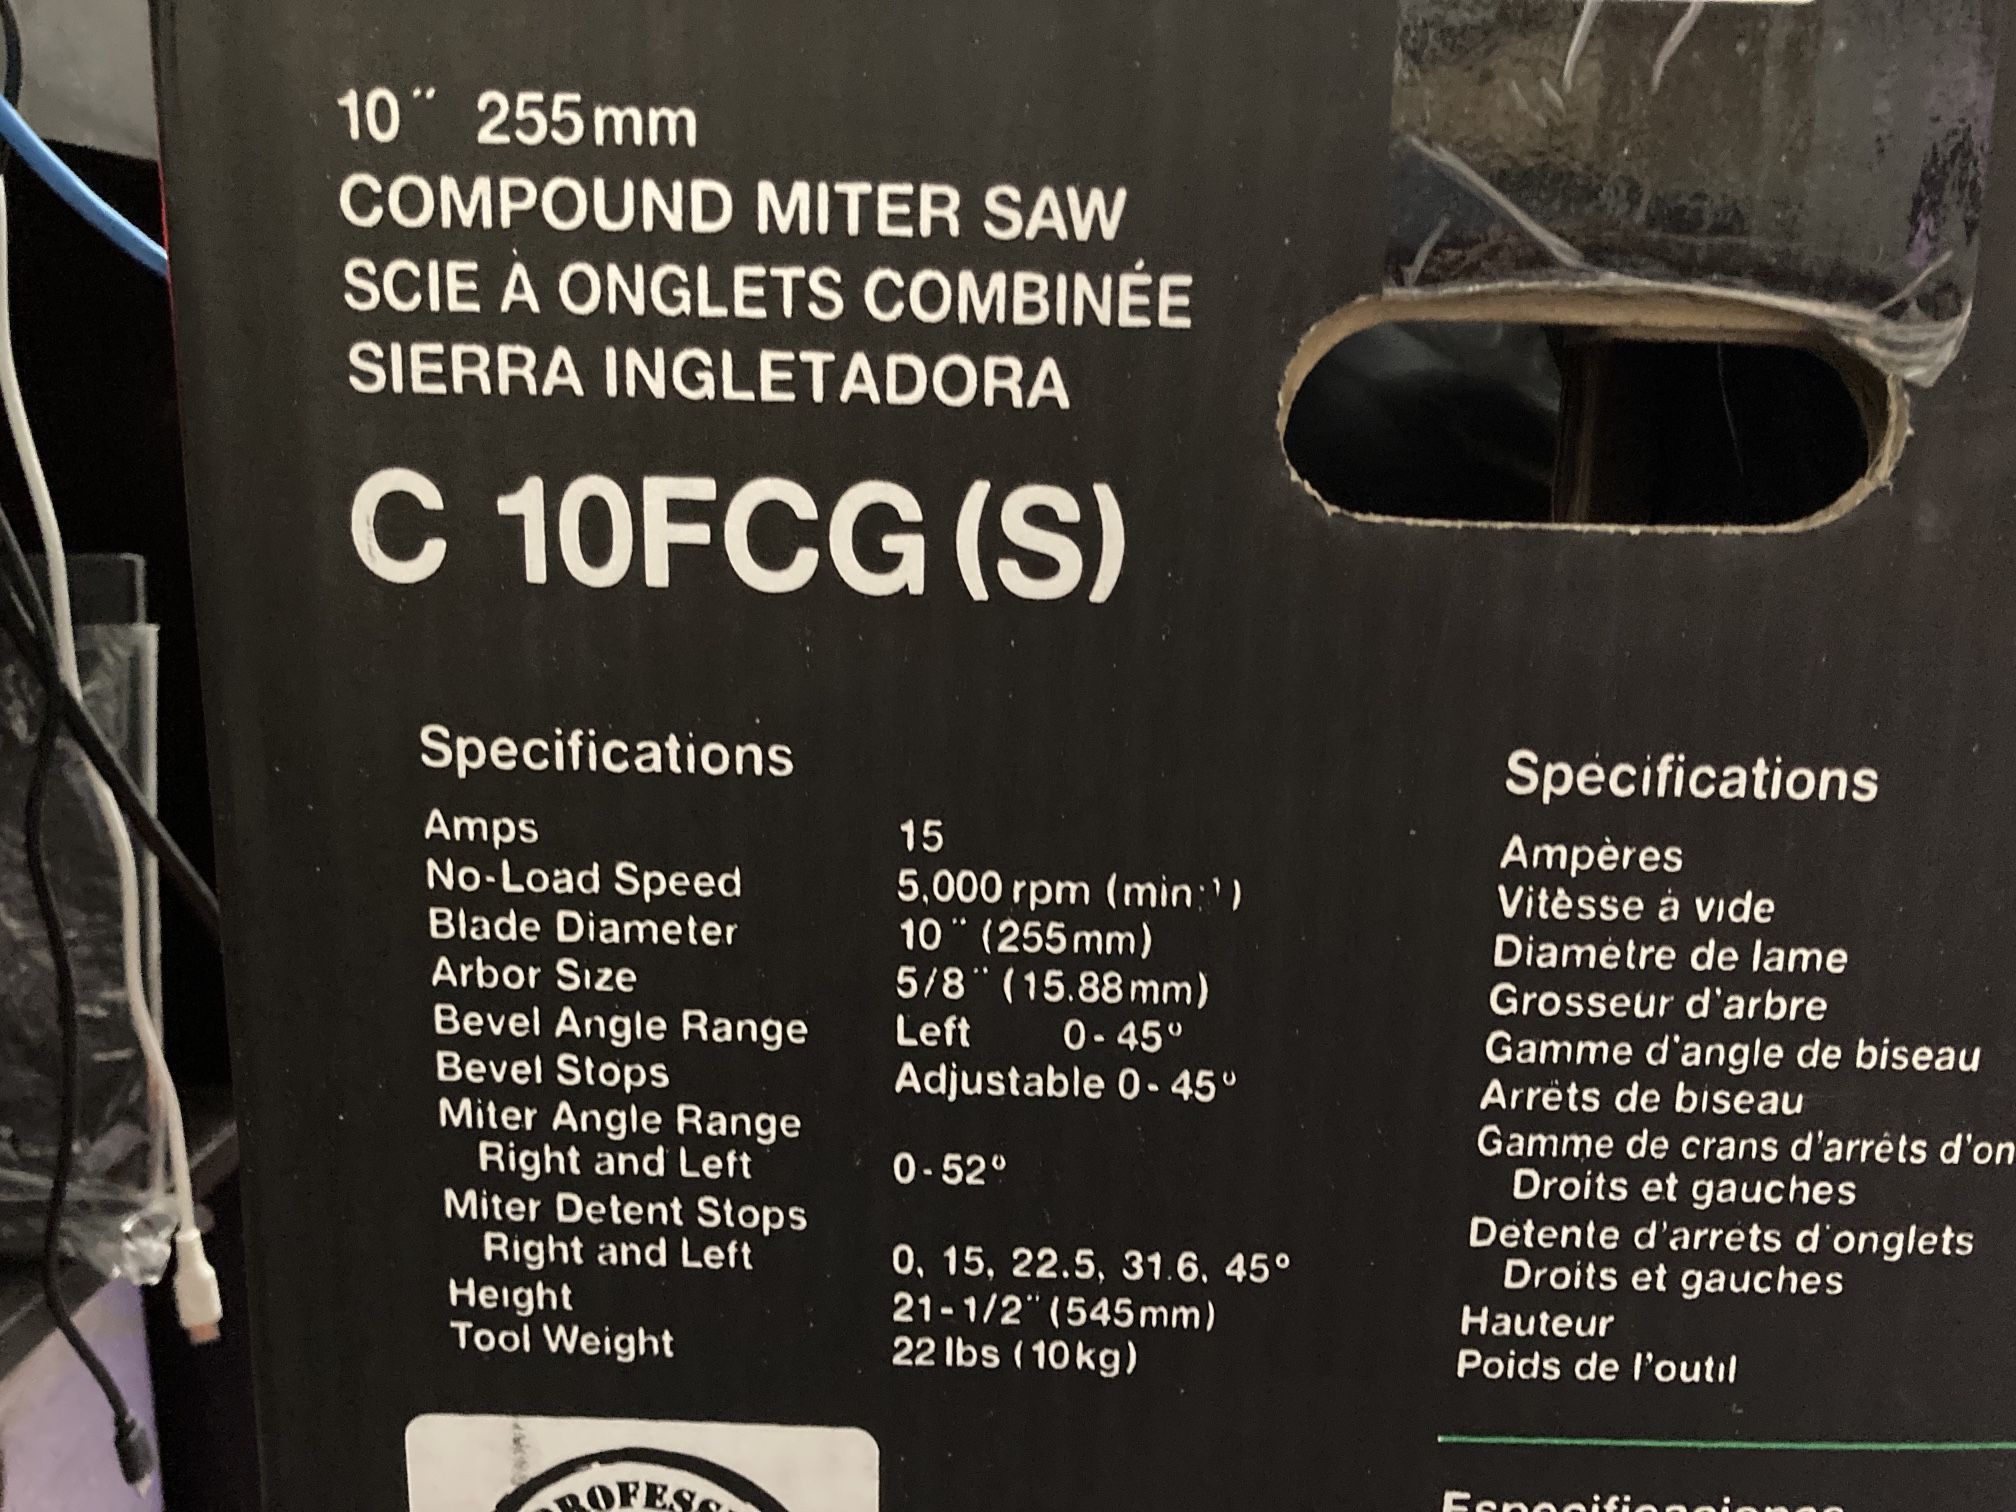 10" 255mm
COMPOUND MITER SAW
SCIE À ONGLETS COMBINÉE
SIERRA INGLETADORA
C 10FCG (S)
Specifications
Amps 15
No-Load Speed 5,000 rpm (min⁻¹)
Blade Diameter 10" (255mm)
Arbor Size 5/8" (15.88mm)
Bevel Angle Range Left 0-45°
Bevel Stops Adjustable 0-45°
Miter Angle Range
Right and Left 0-52°
Miter Detent Stops
Right and Left 0, 15, 22.5, 31.6, 45°
Height 21-1/2" (545mm)
Tool Weight 22 lbs (10kg)
Spécifications
Ampères
Vitèsse à vide
Diamètre de lame
Grosseur d'arbre
Gamme d'angle de biseau
Arrêts de biseau
Gamme de crans d'arrêts d'on
Droits et gauches
Détente d'arrêts d'onglets
Droits et gauches
Hauteur
Poids de l'outil